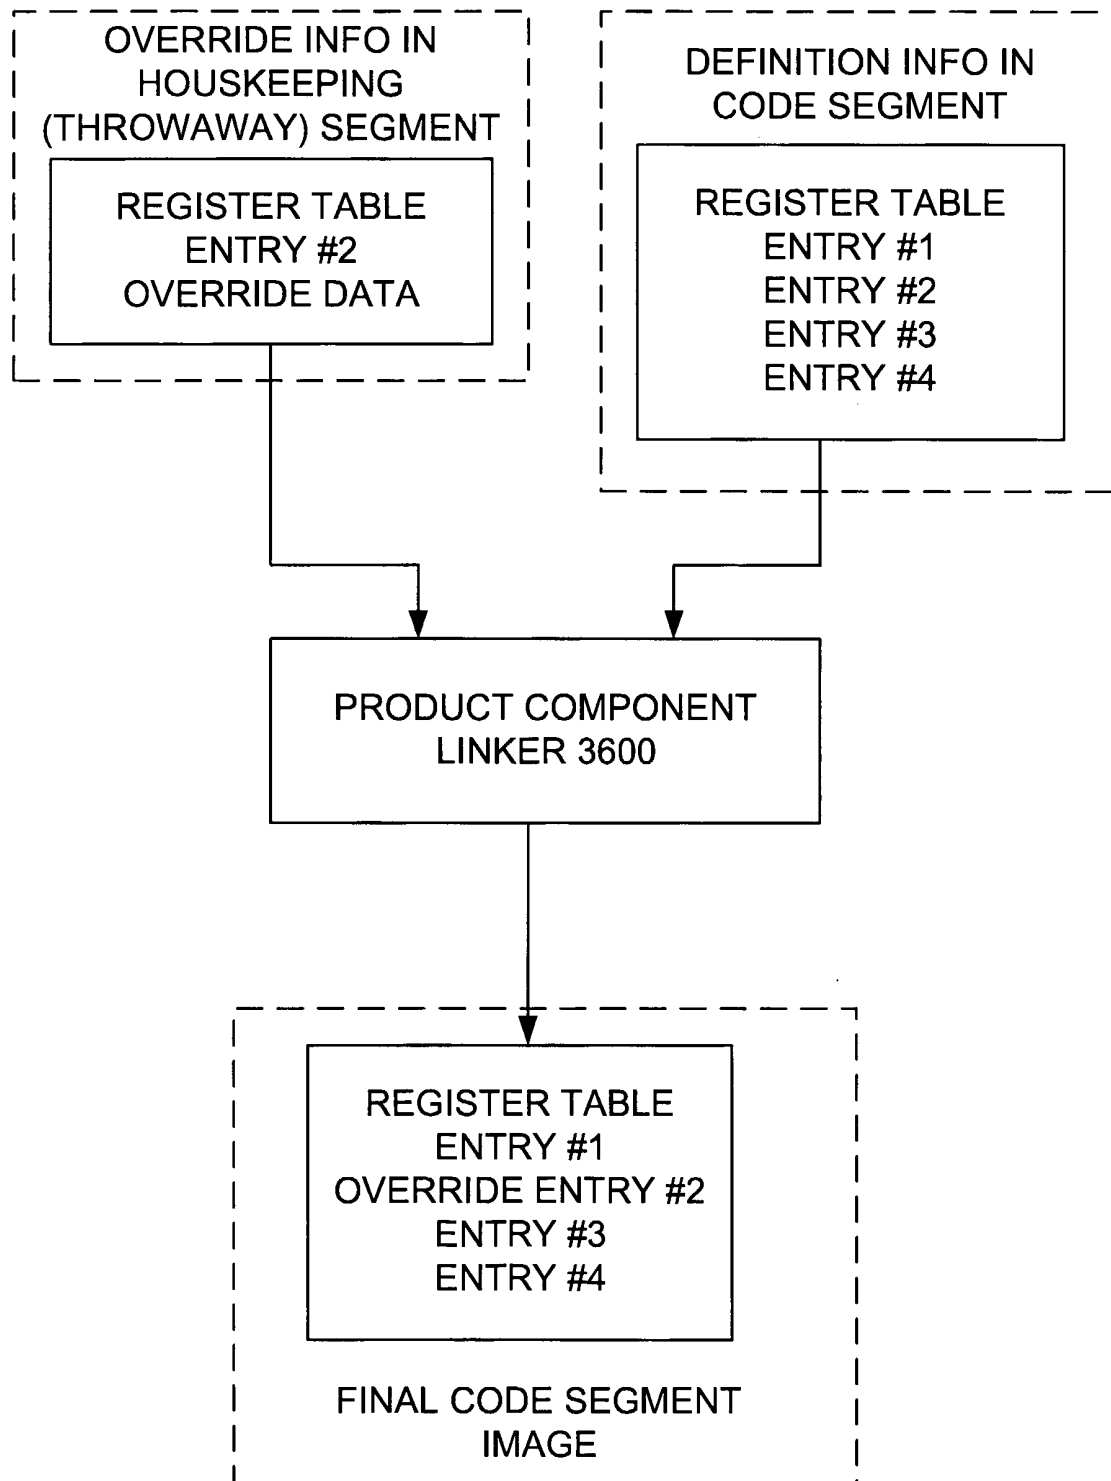 OVERRIDE INFO IN
HOUSKEEPING
(THROWAWAY) SEGMENT
REGISTER TABLE
ENTRY #2
OVERRIDE DATA
DEFINITION INFO IN
CODE SEGMENT
REGISTER TABLE
ENTRY #1
ENTRY #2
ENTRY #3
ENTRY #4
PRODUCT COMPONENT
LINKER 3600
REGISTER TABLE
ENTRY #1
OVERRIDE ENTRY #2
ENTRY #3
ENTRY #4
FINAL CODE SEGMENT
IMAGE